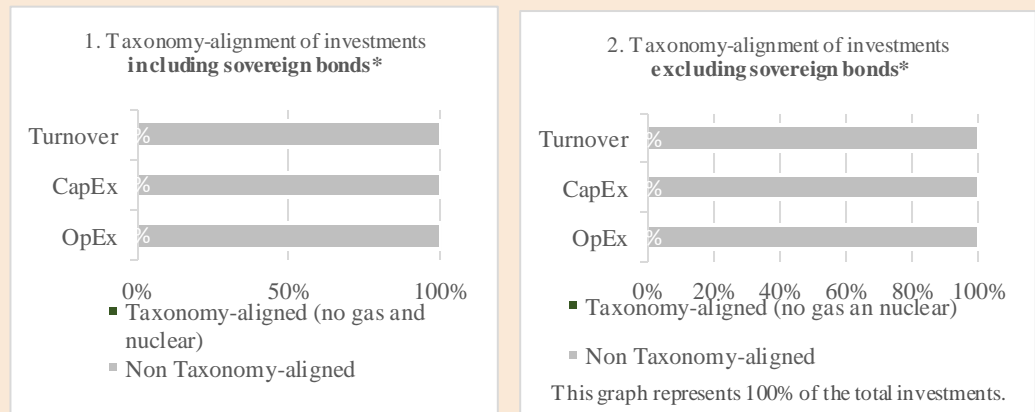 1. Taxonomy-alignment of investments
including sovereign bonds*
Turnover
%
CapEx
%
OpEx
%
0% 50% 100%
Taxonomy-aligned (no gas and
nuclear)
Non Taxonomy-aligned
2. Taxonomy-alignment of investments
excluding sovereign bonds*
Turnover
%
CapEx
%
OpEx
%
0% 20% 40% 60% 80% 100%
Taxonomy-aligned (no gas an nuclear)
Non Taxonomy-aligned
This graph represents 100% of the total investments.